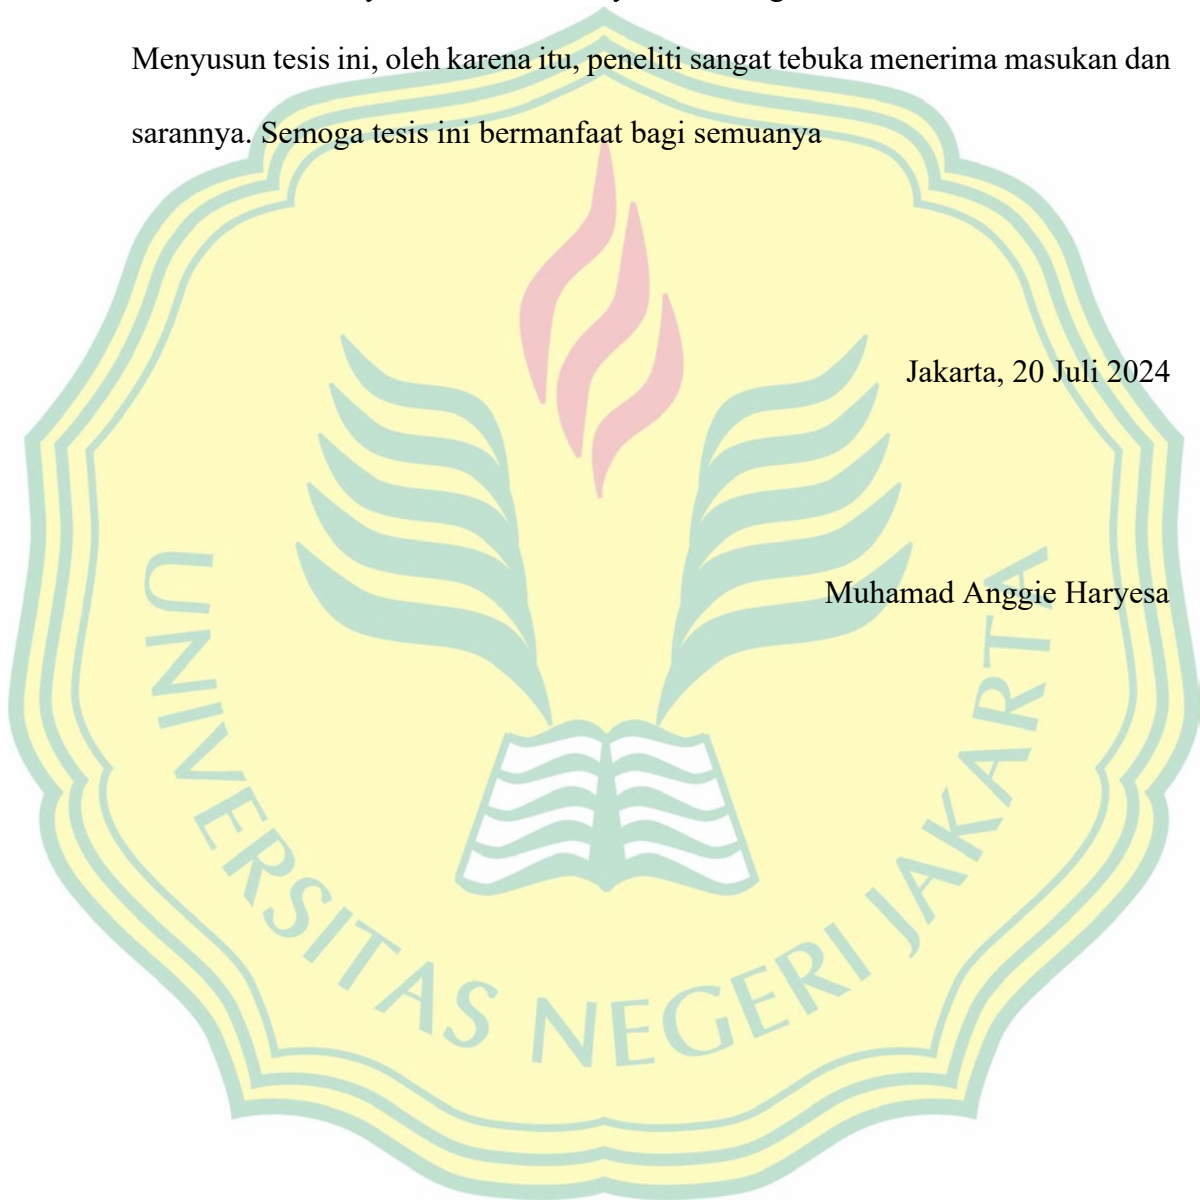 Menyusun tesis ini, oleh karena itu, peneliti sangat tebuka menerima masukan dan
sarannya. Semoga tesis ini bermanfaat bagi semuanya
Jakarta, 20 Juli 2024
Muhamad Anggie Haryesa
UNIVERSITAS NEGERI JAKARTA